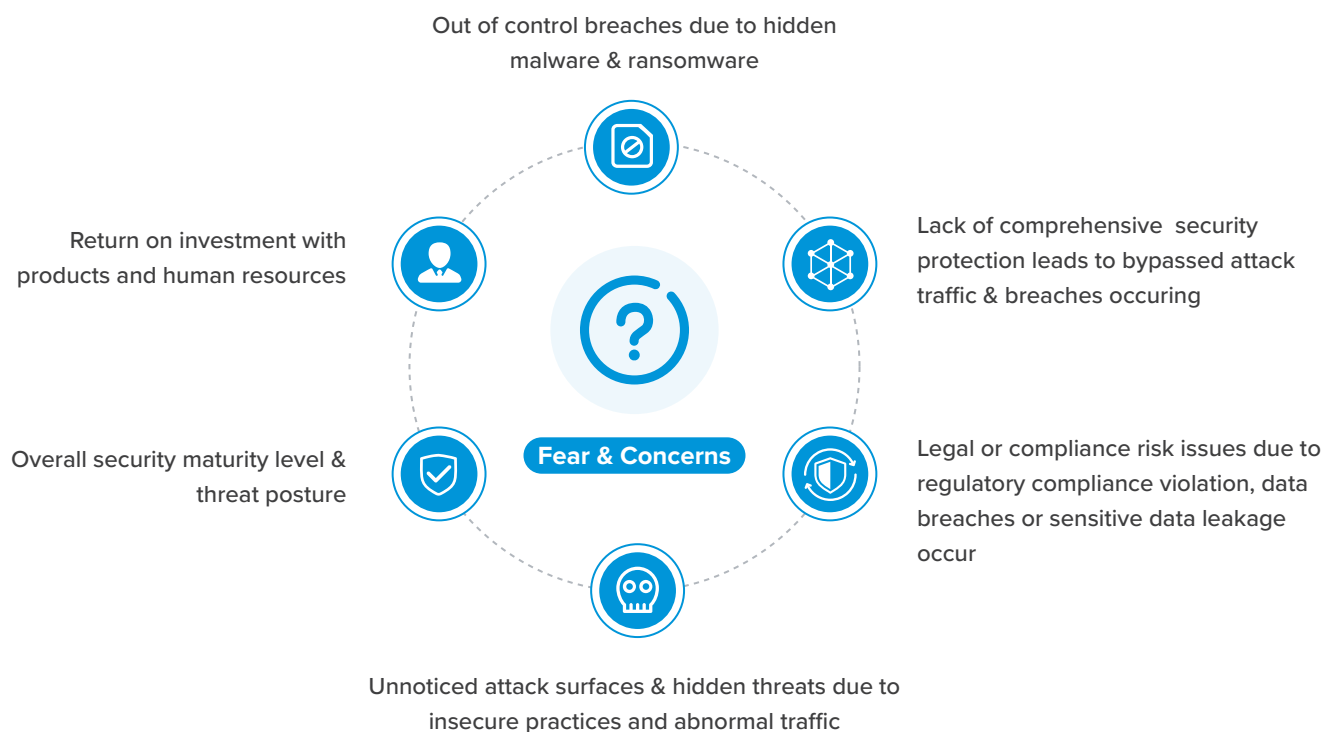 Out of control breaches due to hidden
malware & ransomware
Return on investment with
products and human resources
Lack of comprehensive  security
protection leads to bypassed attack
traffic & breaches occuring
Fear & Concerns
Overall security maturity level &
threat posture
Legal or compliance risk issues due to
regulatory compliance violation, data
breaches or sensitive data leakage
occur
Unnoticed attack surfaces & hidden threats due to
insecure practices and abnormal traffic